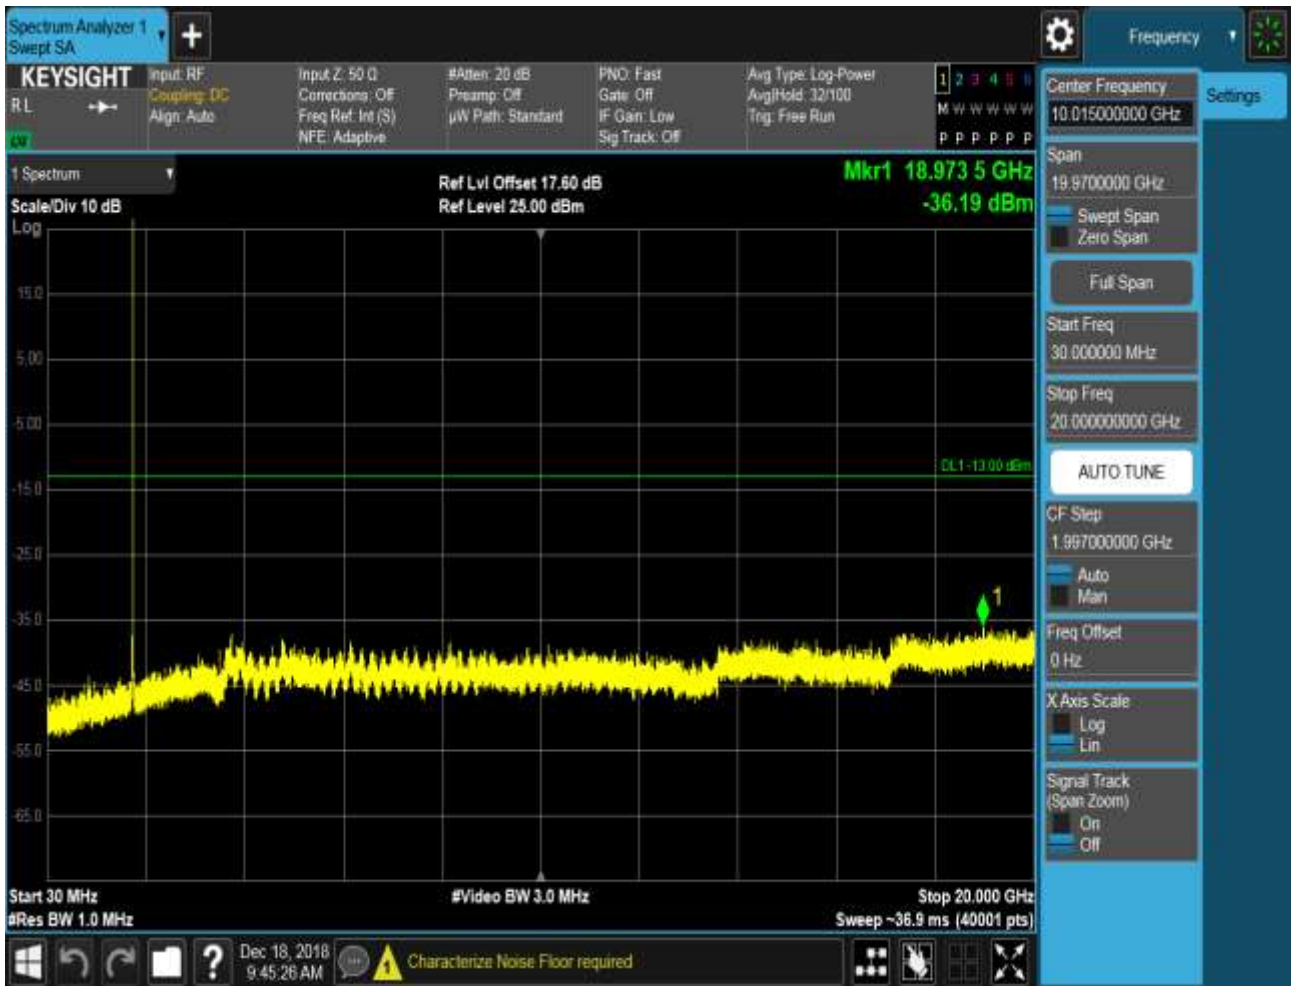 Spectrum Analyzer 1
Swept SA
Frequency
KEYSIGHT
RL
Input: RF
Coupling: DC
Align: Auto
Input Z: 50 Ω
Corrections: Off
Freq Ref: Int (S)
NFE: Adaptive
#Atten: 20 dB
Preamp: Off
µW Path: Standard
PNO: Fast
Gate: Off
IF Gain: Low
Sig Track: Off
Avg Type: Log-Power
Avg|Hold: 32/100
Trig: Free Run
1 2 3 4 5 6
M W W W W W
P P P P P P
1 Spectrum
Scale/Div 10 dB
Log
Ref Lvl Offset 17.60 dB
Ref Level 25.00 dBm
Mkr1 18.973 5 GHz
-36.19 dBm
15.0
5.00
-5.00
DL1 -13.00 dBm
-15.0
-25.0
1
-35.0
-45.0
-55.0
-65.0
Start 30 MHz
#Res BW 1.0 MHz
#Video BW 3.0 MHz
Stop 20.000 GHz
Sweep ~36.9 ms (40001 pts)
Center Frequency
10.015000000 GHz
Settings
Span
19.9700000 GHz
Swept Span
Zero Span
Full Span
Start Freq
30.000000 MHz
Stop Freq
20.000000000 GHz
AUTO TUNE
CF Step
1.997000000 GHz
Auto
Man
Freq Offset
0 Hz
X Axis Scale
Log
Lin
Signal Track
(Span Zoom)
On
Off
?
Dec 18, 2018
9:45:26 AM
1
Characterize Noise Floor required